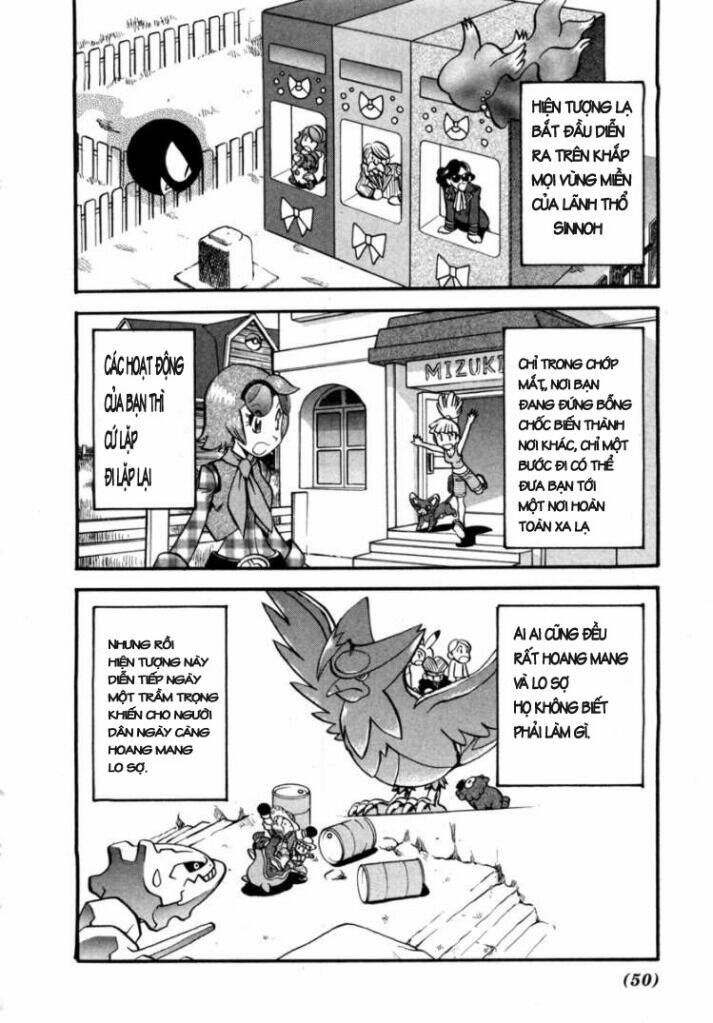 HIỆN TƯỢNG LẠ
BẮT ĐẦU DIỄN
RA TRÊN KHẮP
MỌI VÙNG MIỀN
CỦA LÃNH THỔ
SINNOH
MIZUKI
CHỈ TRONG CHỚP
MẮT, NƠI BẠN
ĐANG ĐỨNG BỖNG
CHỐC BIẾN THÀNH
NƠI KHÁC, CHỈ MỘT
BƯỚC ĐI CÓ THỂ
ĐƯA BẠN TỚI
MỘT NƠI HOÀN
TOÀN XA LẠ
CÁC HOẠT ĐỘNG
CỦA BẠN THÌ
CỨ LẶP
ĐI LẶP LẠI
AI AI CŨNG ĐỀU
RẤT HOANG MANG
VÀ LO SỢ
HỌ KHÔNG BIẾT
PHẢI LÀM GÌ.
NHƯNG RỒI
HIỆN TƯỢNG NÀY
DIỄN TIẾP NGÀY
MỘT TRẦM TRỌNG
KHIẾN CHO NGƯỜI
DÂN NGÀY CÀNG
HOANG MANG
LO SỢ.
(50)